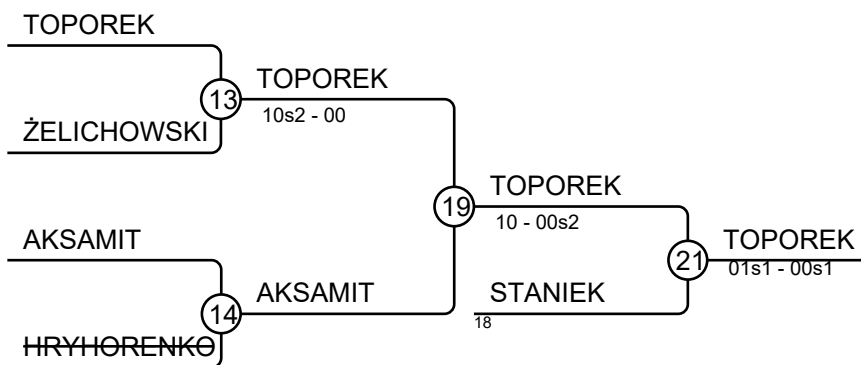 TOPOREK
13
TOPOREK
10s2 - 00
ŻELICHOWSKI
19
TOPOREK
10 - 00s2
AKSAMIT
14
AKSAMIT
HRYHORENKO
STANIEK
18
21
TOPOREK
01s1 - 00s1